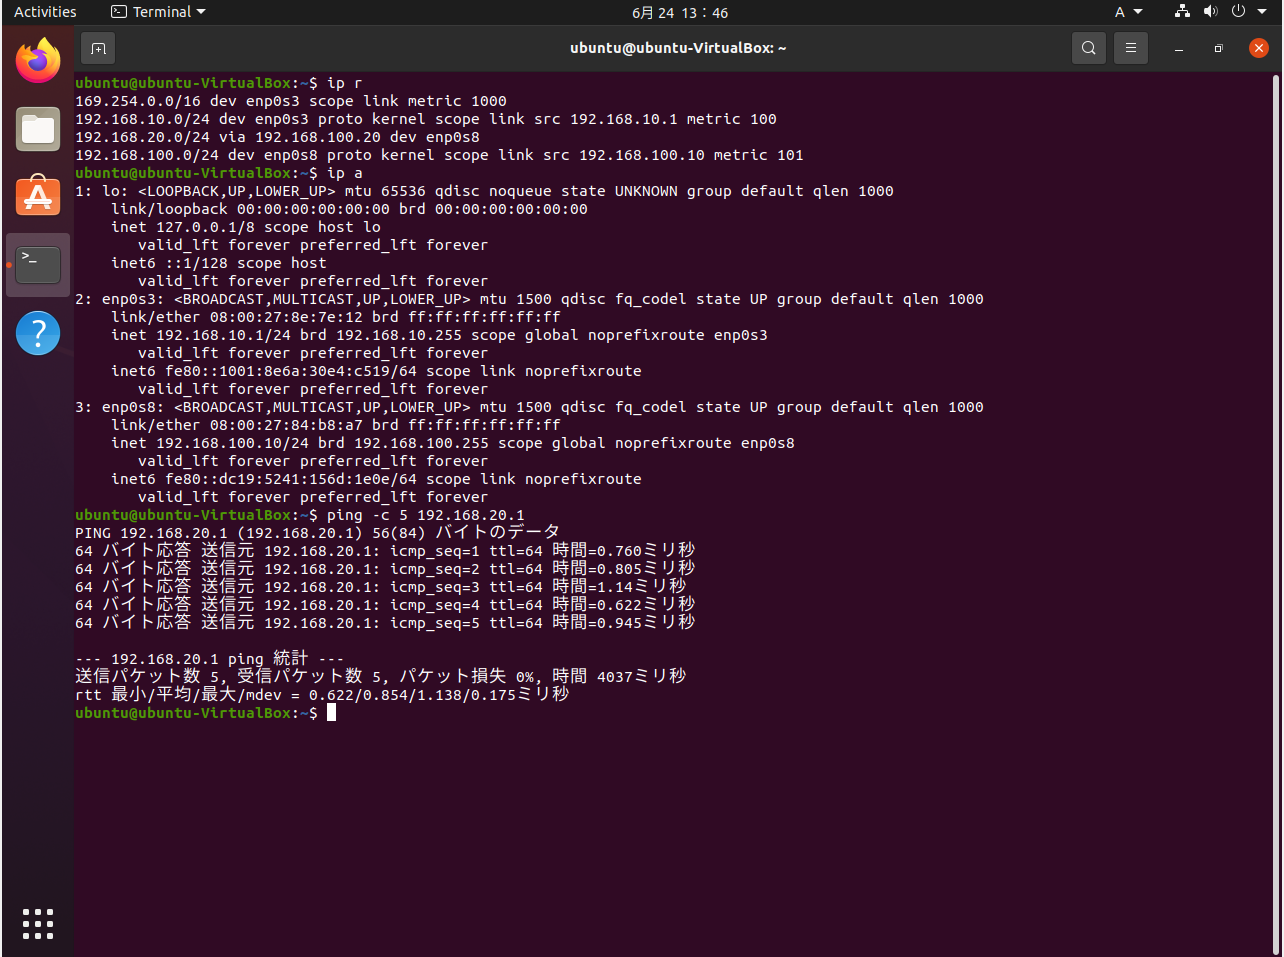 Activities Terminal 6月 24 13：46 A
ubuntu@ubuntu-VirtualBox: ~
ubuntu@ubuntu-VirtualBox:~$ ip r
169.254.0.0/16 dev enp0s3 scope link metric 1000
192.168.10.0/24 dev enp0s3 proto kernel scope link src 192.168.10.1 metric 100
192.168.20.0/24 via 192.168.100.20 dev enp0s8
192.168.100.0/24 dev enp0s8 proto kernel scope link src 192.168.100.10 metric 101
ubuntu@ubuntu-VirtualBox:~$ ip a
1: lo: <LOOPBACK,UP,LOWER_UP> mtu 65536 qdisc noqueue state UNKNOWN group default qlen 1000
    link/loopback 00:00:00:00:00:00 brd 00:00:00:00:00:00
    inet 127.0.0.1/8 scope host lo
       valid_lft forever preferred_lft forever
    inet6 ::1/128 scope host
       valid_lft forever preferred_lft forever
2: enp0s3: <BROADCAST,MULTICAST,UP,LOWER_UP> mtu 1500 qdisc fq_codel state UP group default qlen 1000
    link/ether 08:00:27:8e:7e:12 brd ff:ff:ff:ff:ff:ff
    inet 192.168.10.1/24 brd 192.168.10.255 scope global noprefixroute enp0s3
       valid_lft forever preferred_lft forever
    inet6 fe80::1001:8e6a:30e4:c519/64 scope link noprefixroute
       valid_lft forever preferred_lft forever
3: enp0s8: <BROADCAST,MULTICAST,UP,LOWER_UP> mtu 1500 qdisc fq_codel state UP group default qlen 1000
    link/ether 08:00:27:84:b8:a7 brd ff:ff:ff:ff:ff:ff
    inet 192.168.100.10/24 brd 192.168.100.255 scope global noprefixroute enp0s8
       valid_lft forever preferred_lft forever
    inet6 fe80::dc19:5241:156d:1e0e/64 scope link noprefixroute
       valid_lft forever preferred_lft forever
ubuntu@ubuntu-VirtualBox:~$ ping -c 5 192.168.20.1
PING 192.168.20.1 (192.168.20.1) 56(84) バイトのデータ
64 バイト応答 送信元 192.168.20.1: icmp_seq=1 ttl=64 時間=0.760ミリ秒
64 バイト応答 送信元 192.168.20.1: icmp_seq=2 ttl=64 時間=0.805ミリ秒
64 バイト応答 送信元 192.168.20.1: icmp_seq=3 ttl=64 時間=1.14ミリ秒
64 バイト応答 送信元 192.168.20.1: icmp_seq=4 ttl=64 時間=0.622ミリ秒
64 バイト応答 送信元 192.168.20.1: icmp_seq=5 ttl=64 時間=0.945ミリ秒
--- 192.168.20.1 ping 統計 ---
送信パケット数 5, 受信パケット数 5, パケット損失 0%, 時間 4037ミリ秒
rtt 最小/平均/最大/mdev = 0.622/0.854/1.138/0.175ミリ秒
ubuntu@ubuntu-VirtualBox:~$